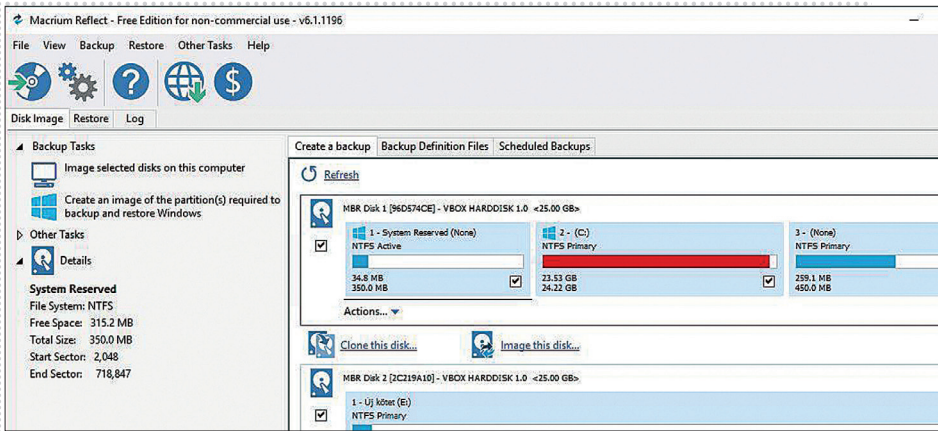 Macrium Reflect - Free Edition for non-commercial use - v6.1.1196
File View Backup Restore Other Tasks Help
Disk Image Restore Log
Backup Tasks
Image selected disks on this computer
Create an image of the partition(s) required to
backup and restore Windows
Other Tasks
Details
System Reserved
File System: NTFS
Free Space: 315.2 MB
Total Size: 350.0 MB
Start Sector: 2,048
End Sector: 718,847
Create a backup Backup Definition Files Scheduled Backups
Refresh
MBR Disk 1 [96D574CE] - VBOX HARDDISK 1.0 <25.00 GB>
1 - System Reserved (None)
NTFS Active
34.8 MB
350.0 MB
2 - (C:)
NTFS Primary
23.53 GB
24.22 GB
3 - (None)
NTFS Primary
259.1 MB
450.0 MB
Actions...
Clone this disk... Image this disk...
MBR Disk 2 [2C219A10] - VBOX HARDDISK 1.0 <25.00 GB>
1 - Új kötet (E:)
NTFS Primary